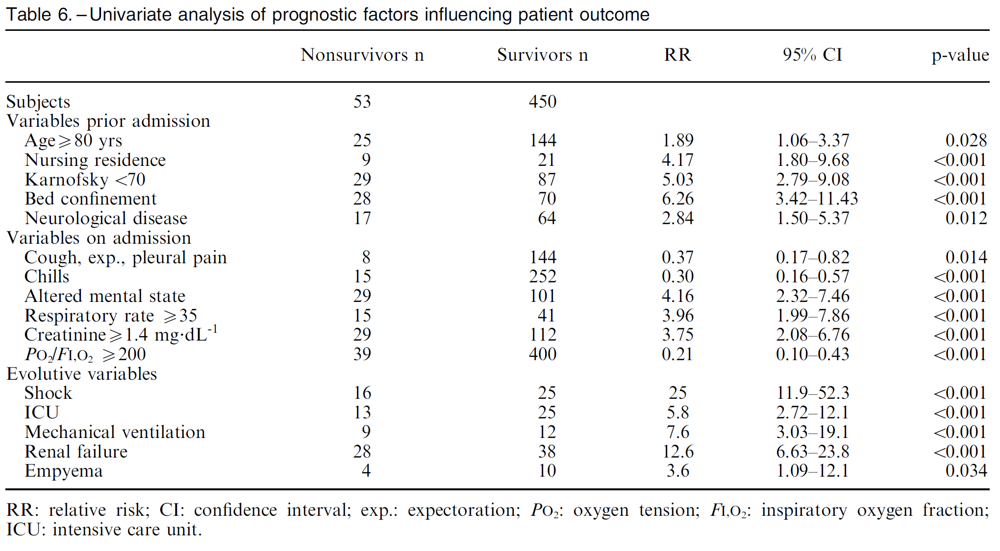 Table 6. – Univariate analysis of prognostic factors influencing patient outcome
Nonsurvivors n Survivors n RR 95% CI p-value
Subjects 53 450
Variables prior admission
Age⩾80 yrs 25 144 1.89 1.06–3.37 0.028
Nursing residence 9 21 4.17 1.80–9.68 <0.001
Karnofsky <70 29 87 5.03 2.79–9.08 <0.001
Bed confinement 28 70 6.26 3.42–11.43 <0.001
Neurological disease 17 64 2.84 1.50–5.37 0.012
Variables on admission
Cough, exp., pleural pain 8 144 0.37 0.17–0.82 0.014
Chills 15 252 0.30 0.16–0.57 <0.001
Altered mental state 29 101 4.16 2.32–7.46 <0.001
Respiratory rate ⩾35 15 41 3.96 1.99–7.86 <0.001
Creatinine⩾1.4 mg·dL-1 29 112 3.75 2.08–6.76 <0.001
PO2/FI,O2 ⩾200 39 400 0.21 0.10–0.43 <0.001
Evolutive variables
Shock 16 25 25 11.9–52.3 <0.001
ICU 13 25 5.8 2.72–12.1 <0.001
Mechanical ventilation 9 12 7.6 3.03–19.1 <0.001
Renal failure 28 38 12.6 6.63–23.8 <0.001
Empyema 4 10 3.6 1.09–12.1 0.034
RR: relative risk; CI: confidence interval; exp.: expectoration; PO2: oxygen tension; FI,O2: inspiratory oxygen fraction;
ICU: intensive care unit.